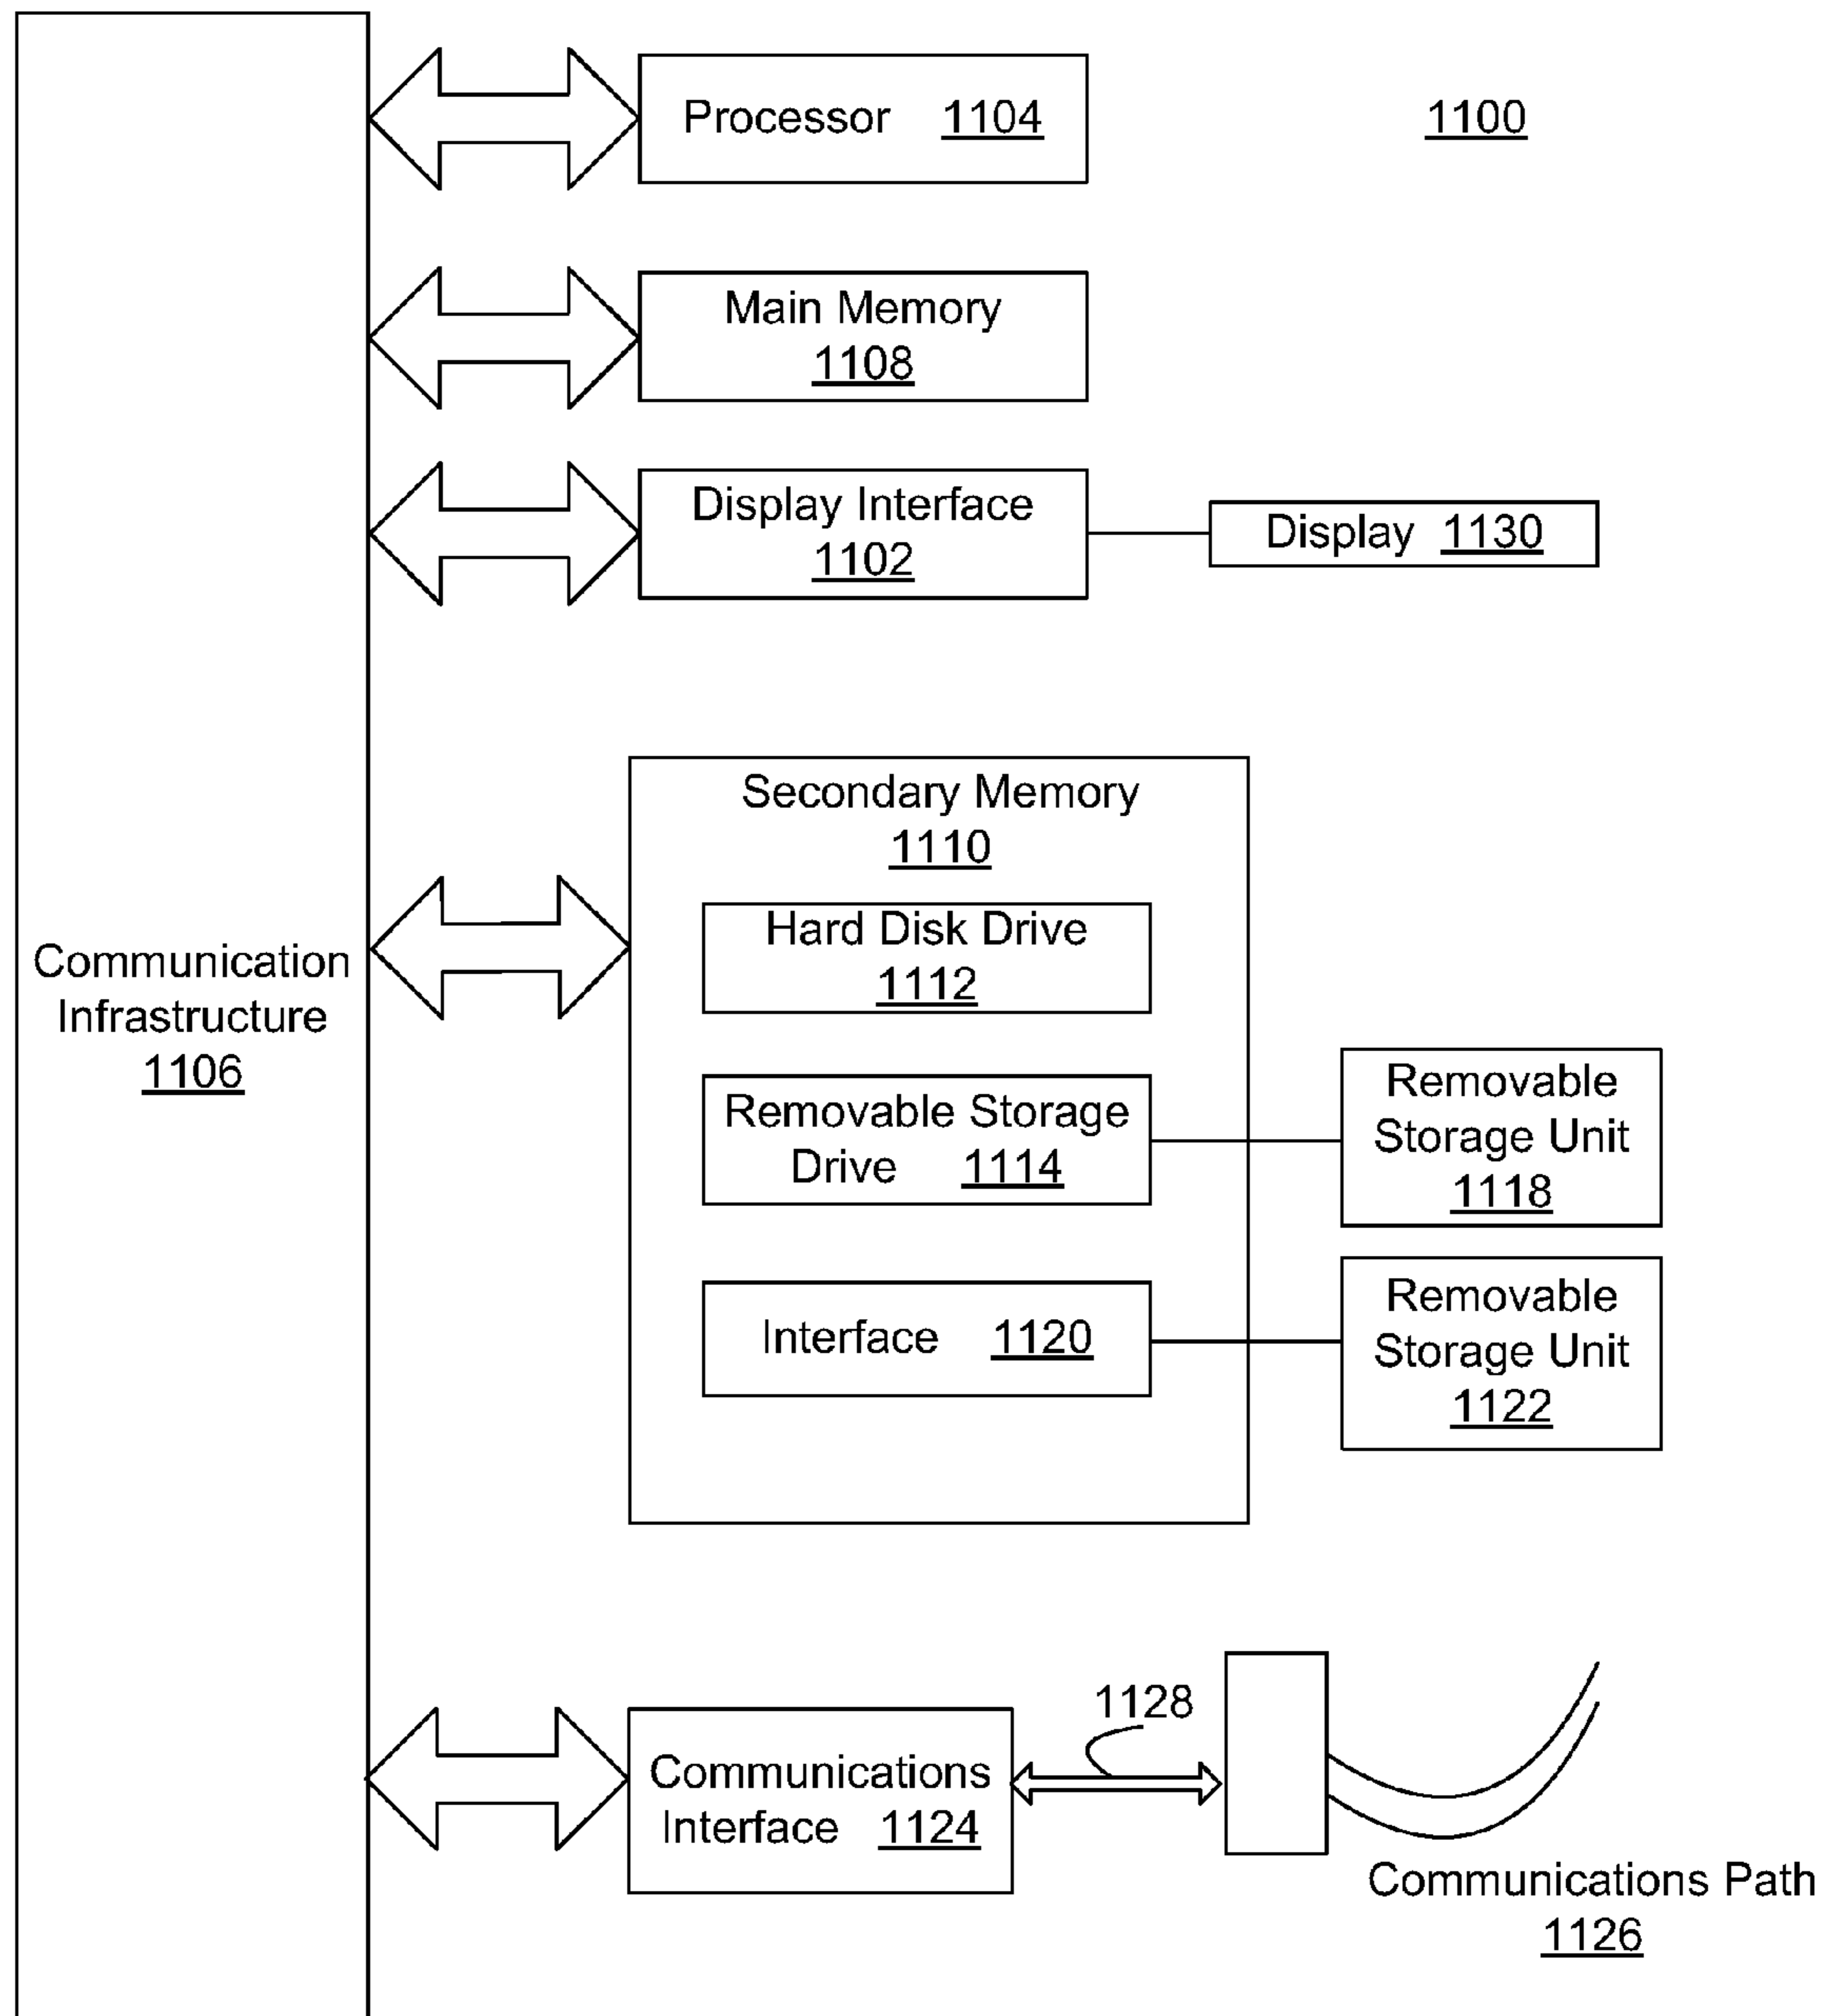 Processor 1104
1100
Main Memory
1108
Display Interface
1102
Display 1130
Secondary Memory
1110
Hard Disk Drive
1112
Communication
Infrastructure
1106
Removable Storage
Drive 1114
Removable
Storage Unit
1118
Interface 1120
Removable
Storage Unit
1122
1128
Communications
Interface 1124
Communications Path
1126